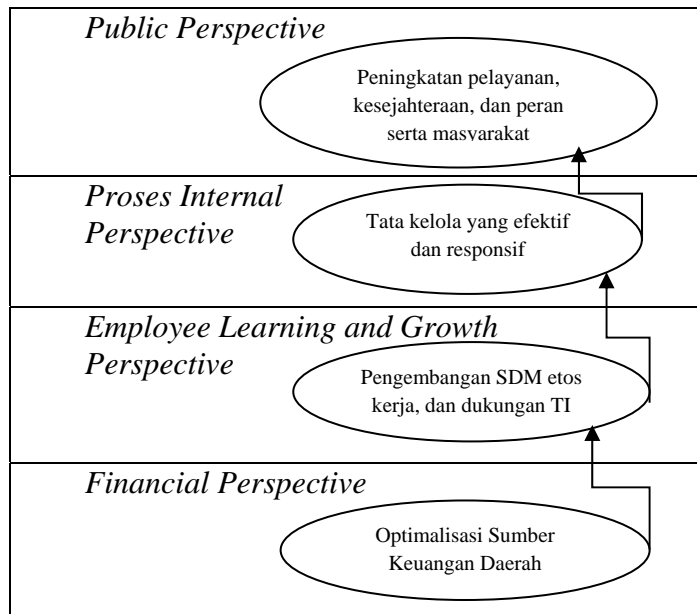 Public Perspective
Peningkatan pelayanan,
kesejahteraan, dan peran
serta masyarakat
Proses Internal
Perspective
Tata kelola yang efektif
dan responsif
Employee Learning and Growth
Perspective
Pengembangan SDM etos
kerja, dan dukungan TI
Financial Perspective
Optimalisasi Sumber
Keuangan Daerah